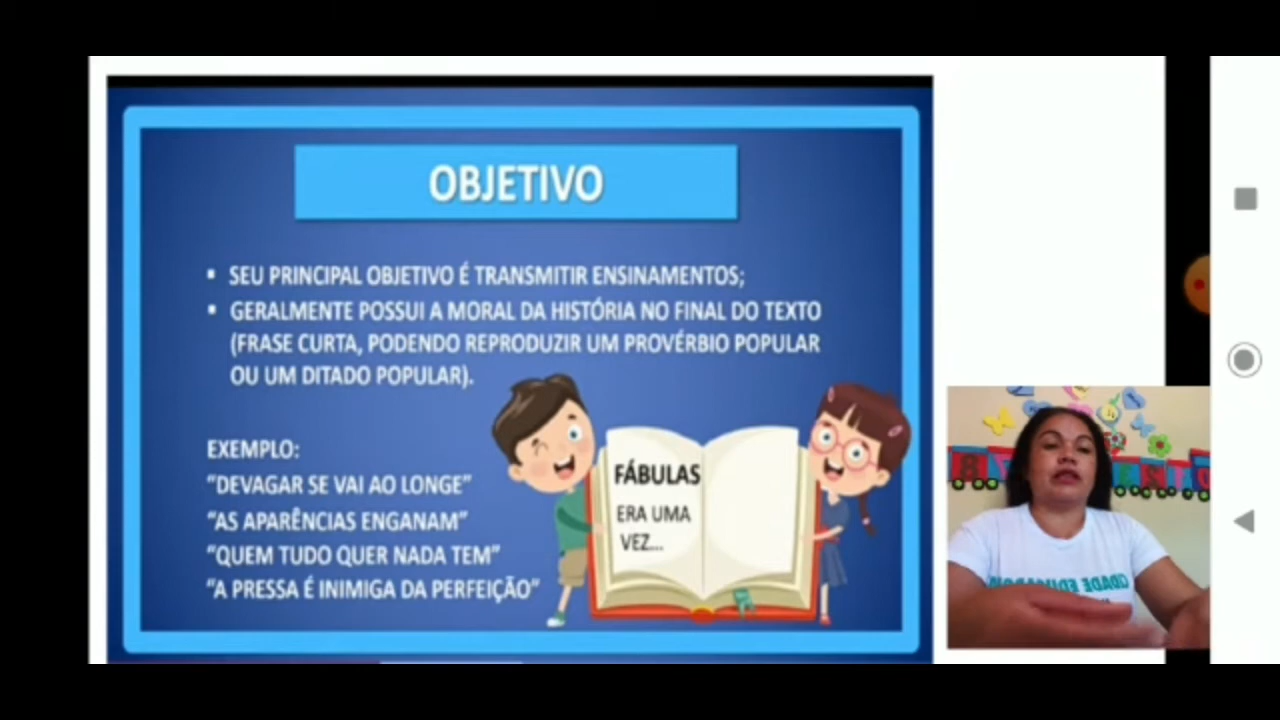 OBJETIVO
▪ SEU PRINCIPAL OBJETIVO É TRANSMITIR ENSINAMENTOS;
▪ GERALMENTE POSSUI A MORAL DA HISTÓRIA NO FINAL DO TEXTO
(FRASE CURTA, PODENDO REPRODUZIR UM PROVÉRBIO POPULAR
OU UM DITADO POPULAR).
EXEMPLO:
"DEVAGAR SE VAI AO LONGE"
"AS APARÊNCIAS ENGANAM"
"QUEM TUDO QUER NADA TEM"
"A PRESSA É INIMIGA DA PERFEIÇÃO"
FÁBULAS
ERA UMA
VEZ...
CIDADE